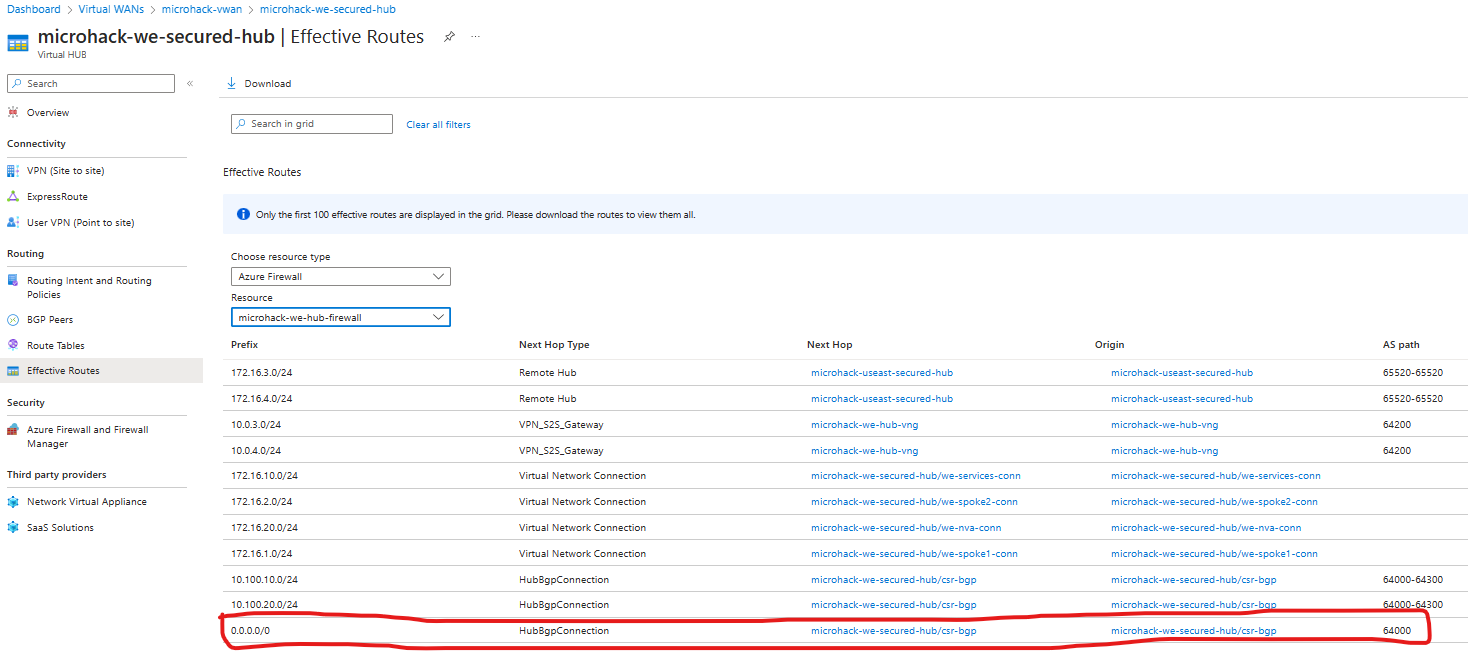 Dashboard > Virtual WANs > microhack-vwan > microhack-we-secured-hub
microhack-we-secured-hub | Effective Routes ...
Virtual HUB
Search «
Overview
Connectivity
VPN (Site to site)
ExpressRoute
User VPN (Point to site)
Routing
Routing Intent and Routing
Policies
BGP Peers
Route Tables
Effective Routes
Security
Azure Firewall and Firewall
Manager
Third party providers
Network Virtual Appliance
SaaS Solutions
Download
Search in grid Clear all filters
Effective Routes
Only the first 100 effective routes are displayed in the grid. Please download the routes to view them all.
Choose resource type
Azure Firewall
Resource
microhack-we-hub-firewall
Prefix Next Hop Type Next Hop Origin AS path
172.16.3.0/24 Remote Hub microhack-useast-secured-hub microhack-useast-secured-hub 65520-65520
172.16.4.0/24 Remote Hub microhack-useast-secured-hub microhack-useast-secured-hub 65520-65520
10.0.3.0/24 VPN_S2S_Gateway microhack-we-hub-vng microhack-we-hub-vng 64200
10.0.4.0/24 VPN_S2S_Gateway microhack-we-hub-vng microhack-we-hub-vng 64200
172.16.10.0/24 Virtual Network Connection microhack-we-secured-hub/we-services-conn microhack-we-secured-hub/we-services-conn
172.16.2.0/24 Virtual Network Connection microhack-we-secured-hub/we-spoke2-conn microhack-we-secured-hub/we-spoke2-conn
172.16.20.0/24 Virtual Network Connection microhack-we-secured-hub/we-nva-conn microhack-we-secured-hub/we-nva-conn
172.16.1.0/24 Virtual Network Connection microhack-we-secured-hub/we-spoke1-conn microhack-we-secured-hub/we-spoke1-conn
10.100.10.0/24 HubBgpConnection microhack-we-secured-hub/csr-bgp microhack-we-secured-hub/csr-bgp 64000-64300
10.100.20.0/24 HubBgpConnection microhack-we-secured-hub/csr-bgp microhack-we-secured-hub/csr-bgp 64000-64300
0.0.0.0/0 HubBgpConnection microhack-we-secured-hub/csr-bgp microhack-we-secured-hub/csr-bgp 64000